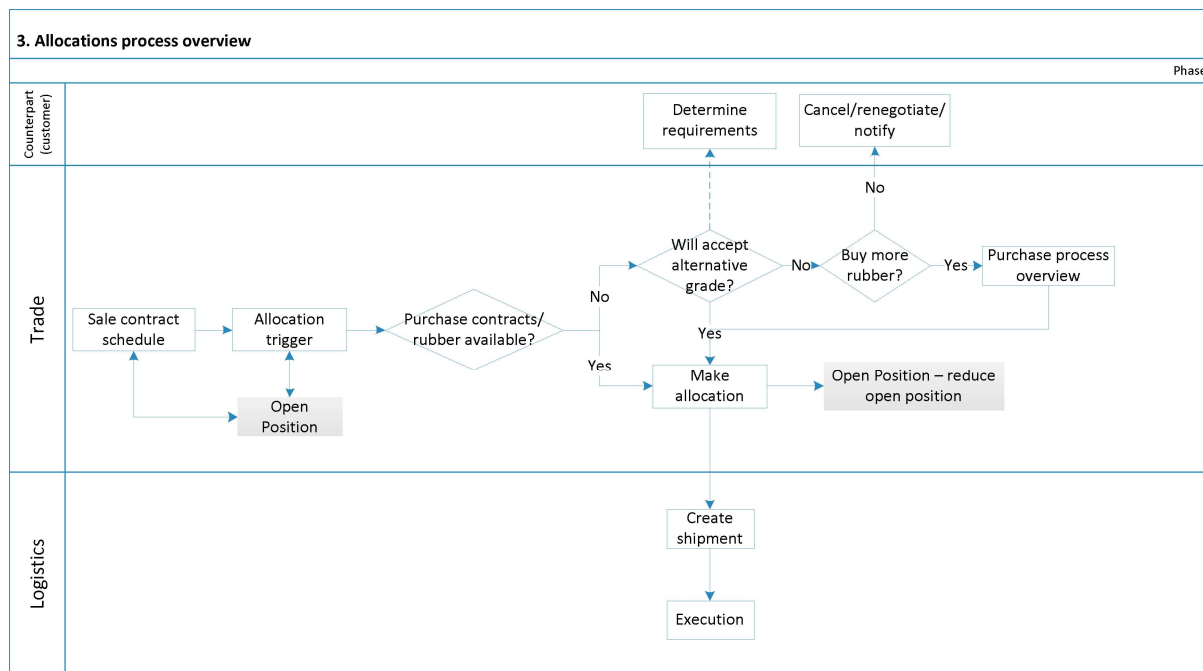 3. Allocations process overview
Phase
Counterpart
(customer)
Determine
requirements
Cancel/renegotiate/
notify
Trade
No
Will accept
alternative
grade?
No
Buy more
rubber?
Yes
Purchase process
overview
No
Sale contract
schedule
Allocation
trigger
Purchase contracts/
rubber available?
Yes
Yes
Make
allocation
Open Position – reduce
open position
Open
Position
Logistics
Create
shipment
Execution